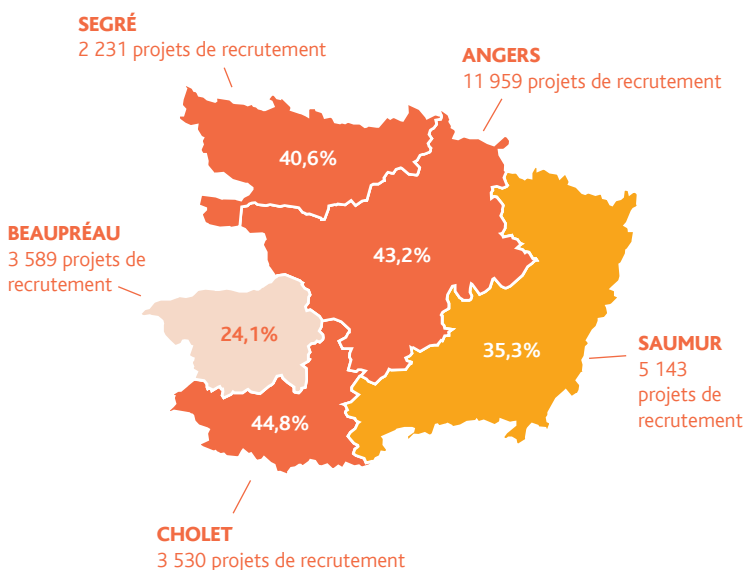 SEGRÉ
2 231 projets de recrutement
ANGERS
11 959 projets de recrutement
40,6%
BEAUPRÉAU
3 589 projets de
recrutement
43,2%
24,1%
35,3%
SAUMUR
5 143
projets de
recrutement
44,8%
CHOLET
3 530 projets de recrutement